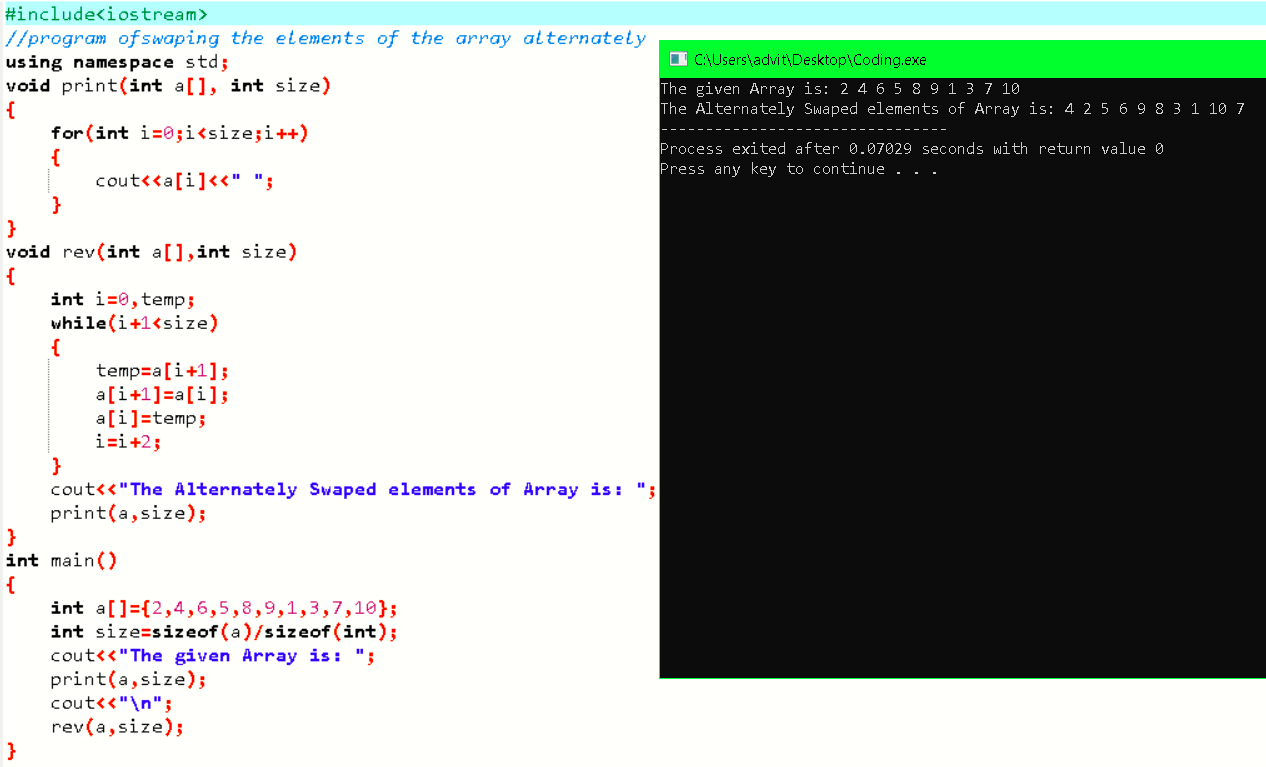 #include<iostream>
//program ofswaping the elements of the array alternately
using namespace std;
void print(int a[], int size)
{
    for(int i=0;i<size;i++)
    {
        cout<<a[i]<<" ";
    }
}
void rev(int a[],int size)
{
    int i=0,temp;
    while(i+1<size)
    {
        temp=a[i+1];
        a[i+1]=a[i];
        a[i]=temp;
        i=i+2;
    }
    cout<<"The Alternately Swaped elements of Array is: ";
    print(a,size);
}
int main()
{
    int a[]={2,4,6,5,8,9,1,3,7,10};
    int size=sizeof(a)/sizeof(int);
    cout<<"The given Array is: ";
    print(a,size);
    cout<<"\n";
    rev(a,size);
}
C:\Users\advit\Desktop\Coding.exe
The given Array is: 2 4 6 5 8 9 1 3 7 10
The Alternately Swaped elements of Array is: 4 2 5 6 9 8 3 1 10 7
--------------------------------
Process exited after 0.07029 seconds with return value 0
Press any key to continue . . .